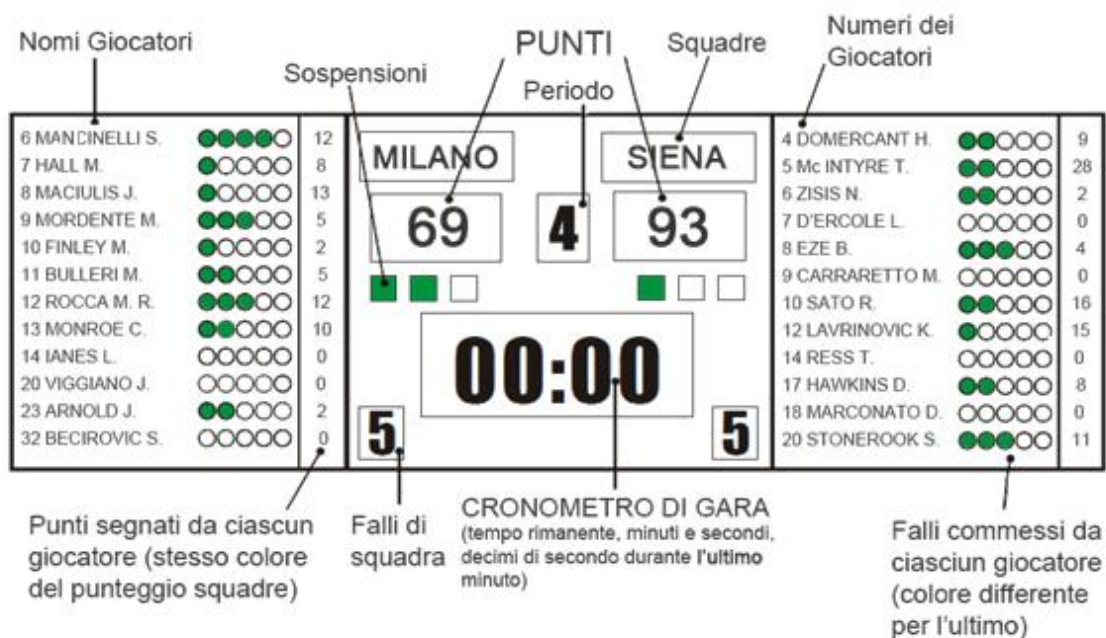 Nomi Giocatori
Sospensioni
PUNTI
Periodo
Squadre
Numeri dei
Giocatori
6 MANCINELLI S. 12
7 HALL M. 8
8 MACIULIS J. 13
9 MORDENTE M. 5
10 FINLEY M. 2
11 BULLERI M. 5
12 ROCCA M. R. 12
13 MONROE C. 10
14 IANES L. 0
20 VIGGIANO J. 0
23 ARNOLD J. 2
32 BECIROVIC S. 0
MILANO
SIENA
69
4
93
00:00
5
5
4 DOMERCANT H. 9
5 Mc INTYRE T. 28
6 ZISIS N. 2
7 D'ERCOLE L. 0
8 EZE B. 4
9 CARRARETTO M. 0
10 SATO R. 16
12 LAVRINOVIC K. 15
14 RESS T. 0
17 HAWKINS D. 8
18 MARCONATO D. 0
20 STONEROOK S. 11
Punti segnati da ciascun
giocatore (stesso colore
del punteggio squadre)
Falli di
squadra
CRONOMETRO DI GARA
(tempo rimanente, minuti e secondi,
decimi di secondo durante l'ultimo
minuto)
Falli commessi da
ciasciun giocatore
(colore differente
per l'ultimo)